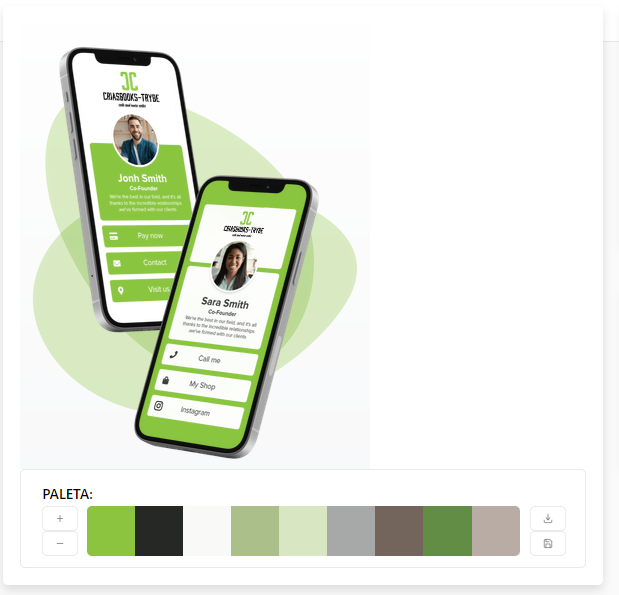 CRIASBOOKS-TRYBE
Jonh Smith
Co-Founder
We're the best in our field, and it's all
thanks to the incredible relationships
we've formed with our clients
Pay now
Contact
Visit us
CRIASBOOKS-TRYBE
Sara Smith
Co-Founder
We're the best in our field, and it's all
thanks to the incredible relationships
we've formed with our clients
Call me
My Shop
Instagram
PALETA:
+
−